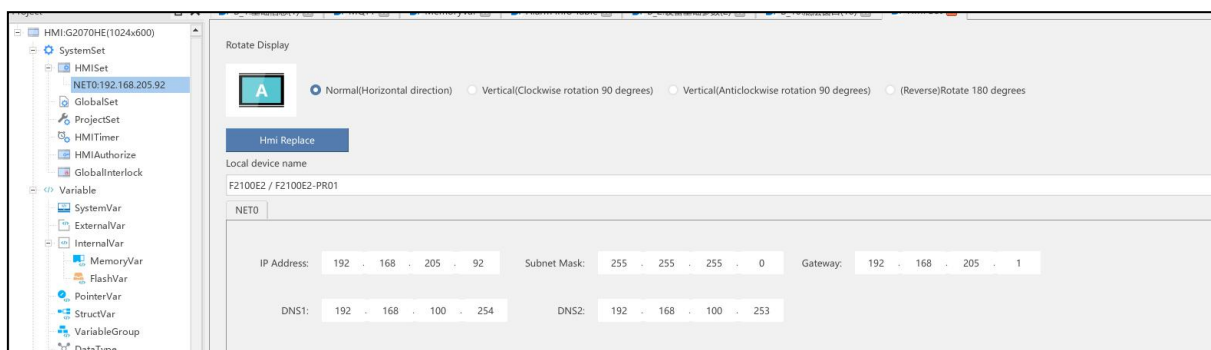 HMI:G2070HE(1024x600)
SystemSet
HMISet
NET0:192.168.205.92
GlobalSet
ProjectSet
HMITimer
HMIAuthorize
GlobalInterlock
Variable
SystemVar
ExternalVar
InternalVar
MemoryVar
FlashVar
PointerVar
StructVar
VariableGroup
DataType
Rotate Display
A
Normal(Horizontal direction) Vertical(Clockwise rotation 90 degrees) Vertical(Anticlockwise rotation 90 degrees) (Reverse)Rotate 180 degrees
Hmi Replace
Local device name
F2100E2 / F2100E2-PR01
NET0
IP Address: 192 . 168 . 205 . 92 Subnet Mask: 255 . 255 . 255 . 0 Gateway: 192 . 168 . 205 . 1
DNS1: 192 . 168 . 100 . 254 DNS2: 192 . 168 . 100 . 253